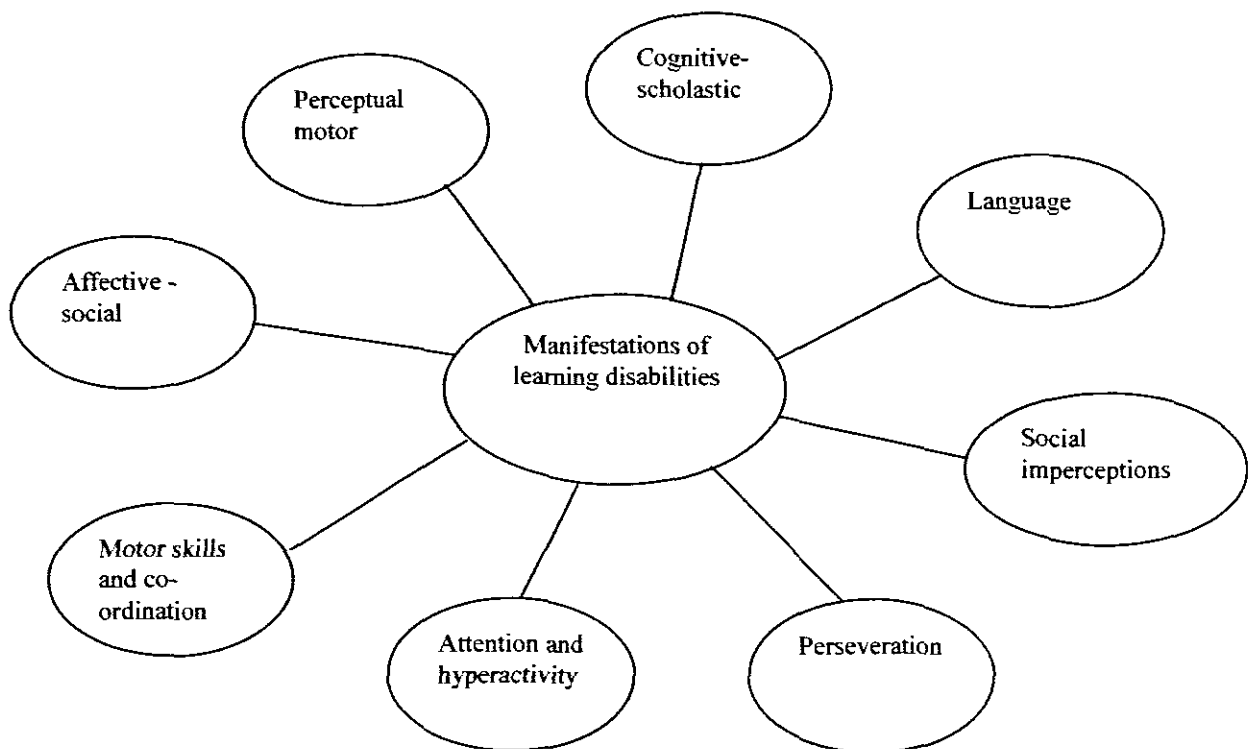 Cognitive-
scholastic
Perceptual
motor
Language
Affective -
social
Manifestations of
learning disabilities
Social
imperceptions
Motor skills
and co-
ordination
Attention and
hyperactivity
Perseveration